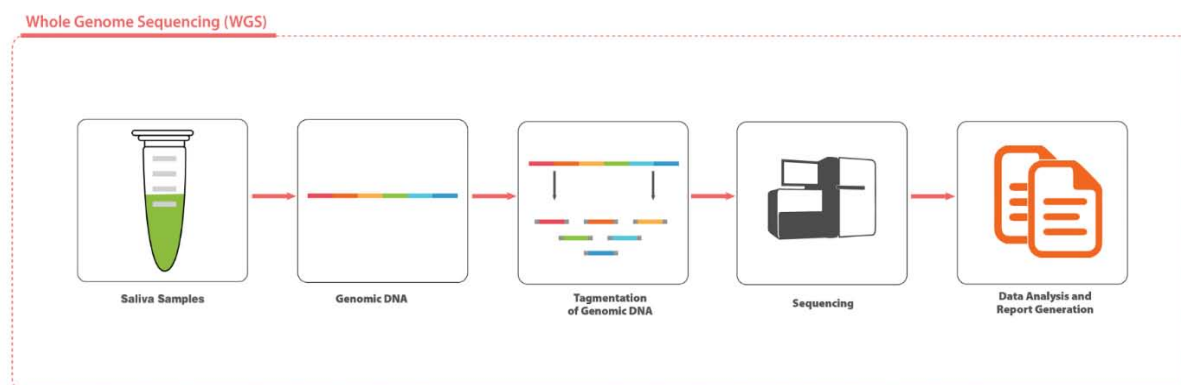 Whole Genome Sequencing (WGS)
Saliva Samples
Genomic DNA
Tagmentation
of Genomic DNA
Sequencing
Data Analysis and
Report Generation